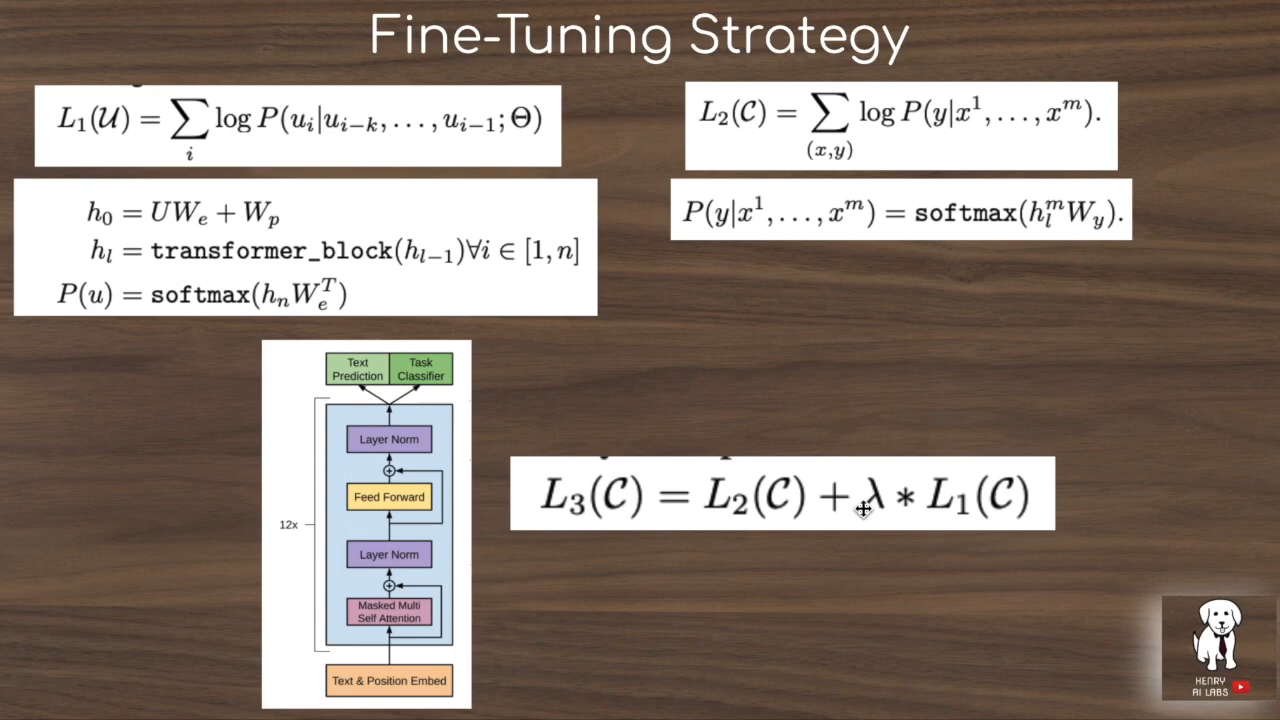 Fine-Tuning Strategy
L₁(𝒰) = ∑ᵢ log P(uᵢ|uᵢ₋ₖ, . . . , uᵢ₋₁; Θ)
h₀ = UWₑ + Wₚ
hₗ = transformer_block(hₗ₋₁)∀i ∈ [1, n]
P(u) = softmax(hₙWₑᵀ)
L₂(𝒞) = ∑₍ₓ,ᵧ₎ log P(y|x¹, . . . , xᵐ).
P(y|x¹, . . . , xᵐ) = softmax(hₗᵐWᵧ).
Text
Prediction
Task
Classifier
Layer Norm
Feed Forward
12x
Layer Norm
Masked Multi
Self Attention
Text & Position Embed
L₃(𝒞) = L₂(𝒞) + λ ∗ L₁(𝒞)
HENRY
AI LABS